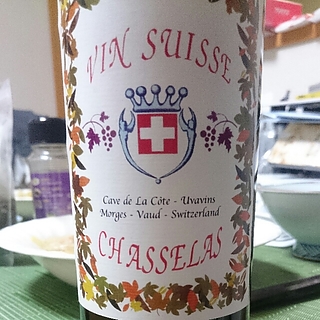 VIN SUISSE
Cave de La Côte - Uvavins
Morges - Vaud - Switzerland
CHASSELAS